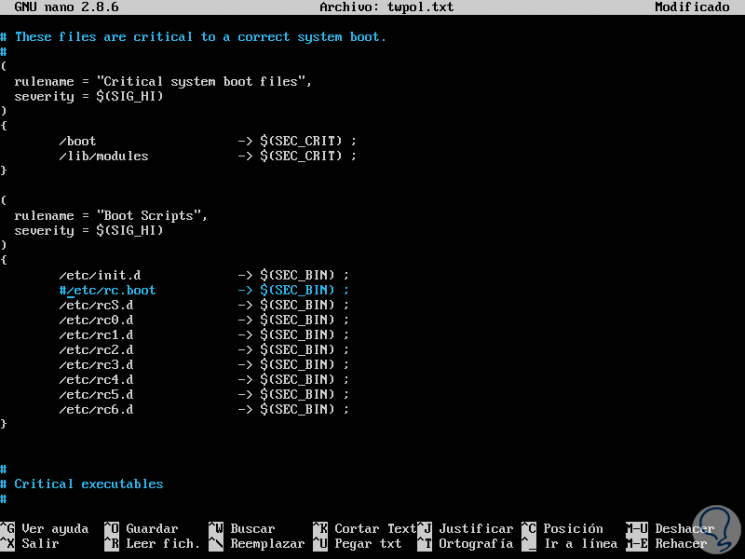 GNU nano 2.8.6 Archivo: twpol.txt Modificado
# These files are critical to a correct system boot.
#
(
rulename = "Critical system boot files",
severity = $(SIG_HI)
)
{
/boot -> $(SEC_CRIT) ;
/lib/modules -> $(SEC_CRIT) ;
}
(
rulename = "Boot Scripts",
severity = $(SIG_HI)
)
{
/etc/init.d -> $(SEC_BIN) ;
#/etc/rc.boot -> $(SEC_BIN) ;
/etc/rcS.d -> $(SEC_BIN) ;
/etc/rc0.d -> $(SEC_BIN) ;
/etc/rc1.d -> $(SEC_BIN) ;
/etc/rc2.d -> $(SEC_BIN) ;
/etc/rc3.d -> $(SEC_BIN) ;
/etc/rc4.d -> $(SEC_BIN) ;
/etc/rc5.d -> $(SEC_BIN) ;
/etc/rc6.d -> $(SEC_BIN) ;
}
#
# Critical executables
#
^G Ver ayuda ^O Guardar ^W Buscar ^K Cortar Text ^J Justificar ^C Posición M-U Deshacer
^X Salir ^R Leer fich. ^\ Reemplazar ^U Pegar txt ^T Ortografía ^_ Ir a línea M-E Rehacer